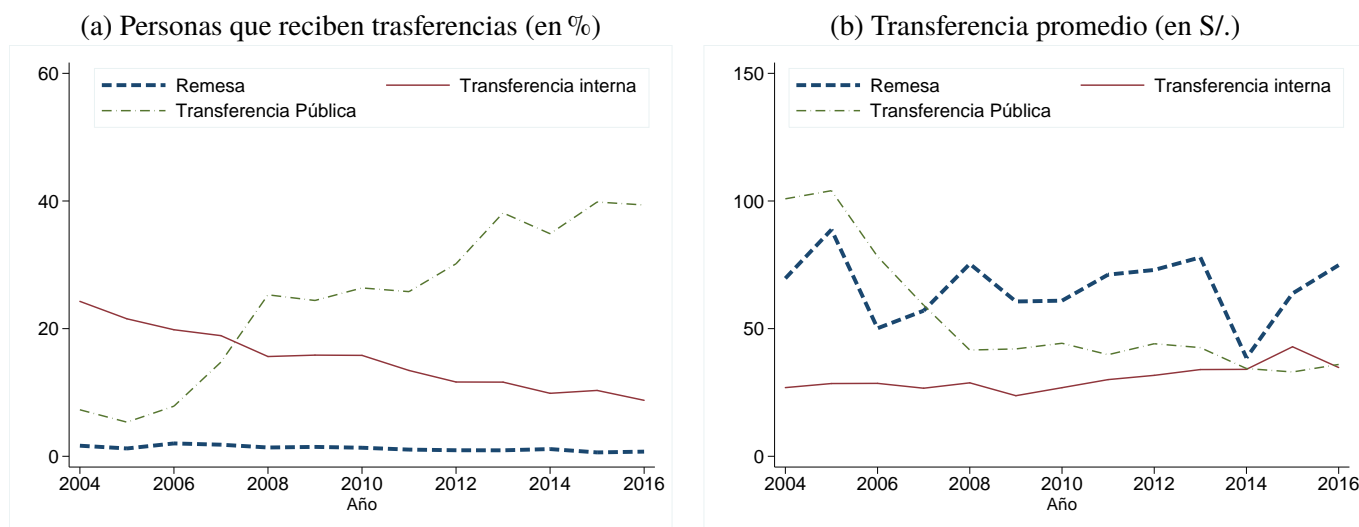 (a) Personas que reciben trasferencias (en %)
60
40
20
0
Remesa
Transferencia interna
Transferencia Pública
2004 2006 2008 2010 2012 2014 2016
Año
(b) Transferencia promedio (en S/.)
150
100
50
0
Remesa
Transferencia interna
Transferencia Pública
2004 2006 2008 2010 2012 2014 2016
Año